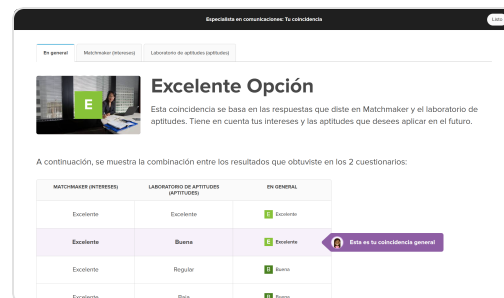 Especialista en comunicaciones: Tu coincidencia
Listo
En general
Matchmaker (intereses)
Laboratorio de aptitudes (aptitudes)
E
Excelente Opción
Esta coincidencia se basa en las respuestas que diste en Matchmaker y el laboratorio de
aptitudes. Tiene en cuenta tus intereses y las aptitudes que desees aplicar en el futuro.
A continuación, se muestra la combinación entre los resultados que obtuviste en los 2 cuestionarios:
MATCHMAKER (INTERESES)
LABORATORIO DE APTITUDES
(APTITUDES)
EN GENERAL
Excelente
Excelente
E Excelente
Excelente
Buena
E Excelente
Esta es tu coincidencia general
Excelente
Regular
B Buena
Excelente
Baja
B Buena